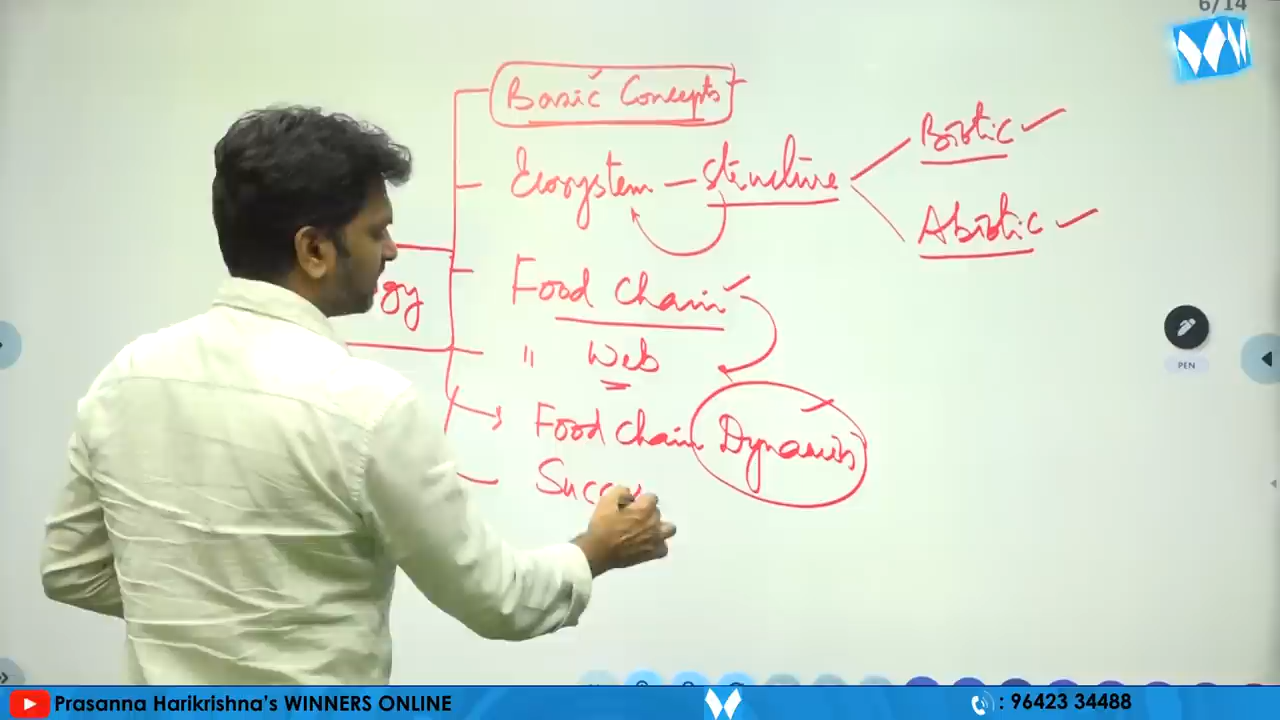 6/14
Basic Concepts
Ecosystem - structure
Biotic
Abiotic
Food chain
" Web
Food chain Dynamics
PEN
Prasanna Harikrishna's WINNERS ONLINE
: 96423 34488